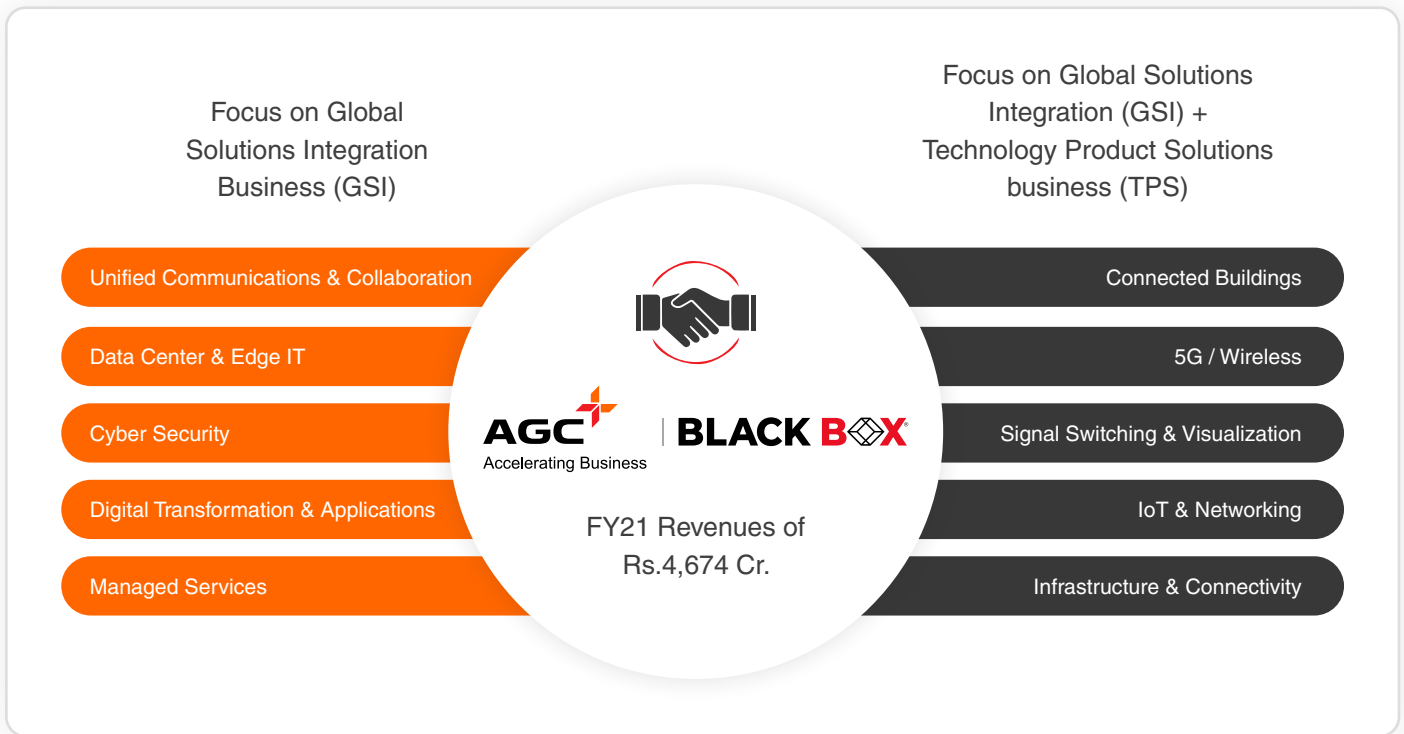 Focus on Global
Solutions Integration
Business (GSI)
Focus on Global Solutions
Integration (GSI) +
Technology Product Solutions
business (TPS)
Unified Communications & Collaboration
Data Center & Edge IT
Cyber Security
Digital Transformation & Applications
Managed Services
AGC
Accelerating Business
BLACK BOX®
FY21 Revenues of
Rs.4,674 Cr.
Connected Buildings
5G / Wireless
Signal Switching & Visualization
IoT & Networking
Infrastructure & Connectivity